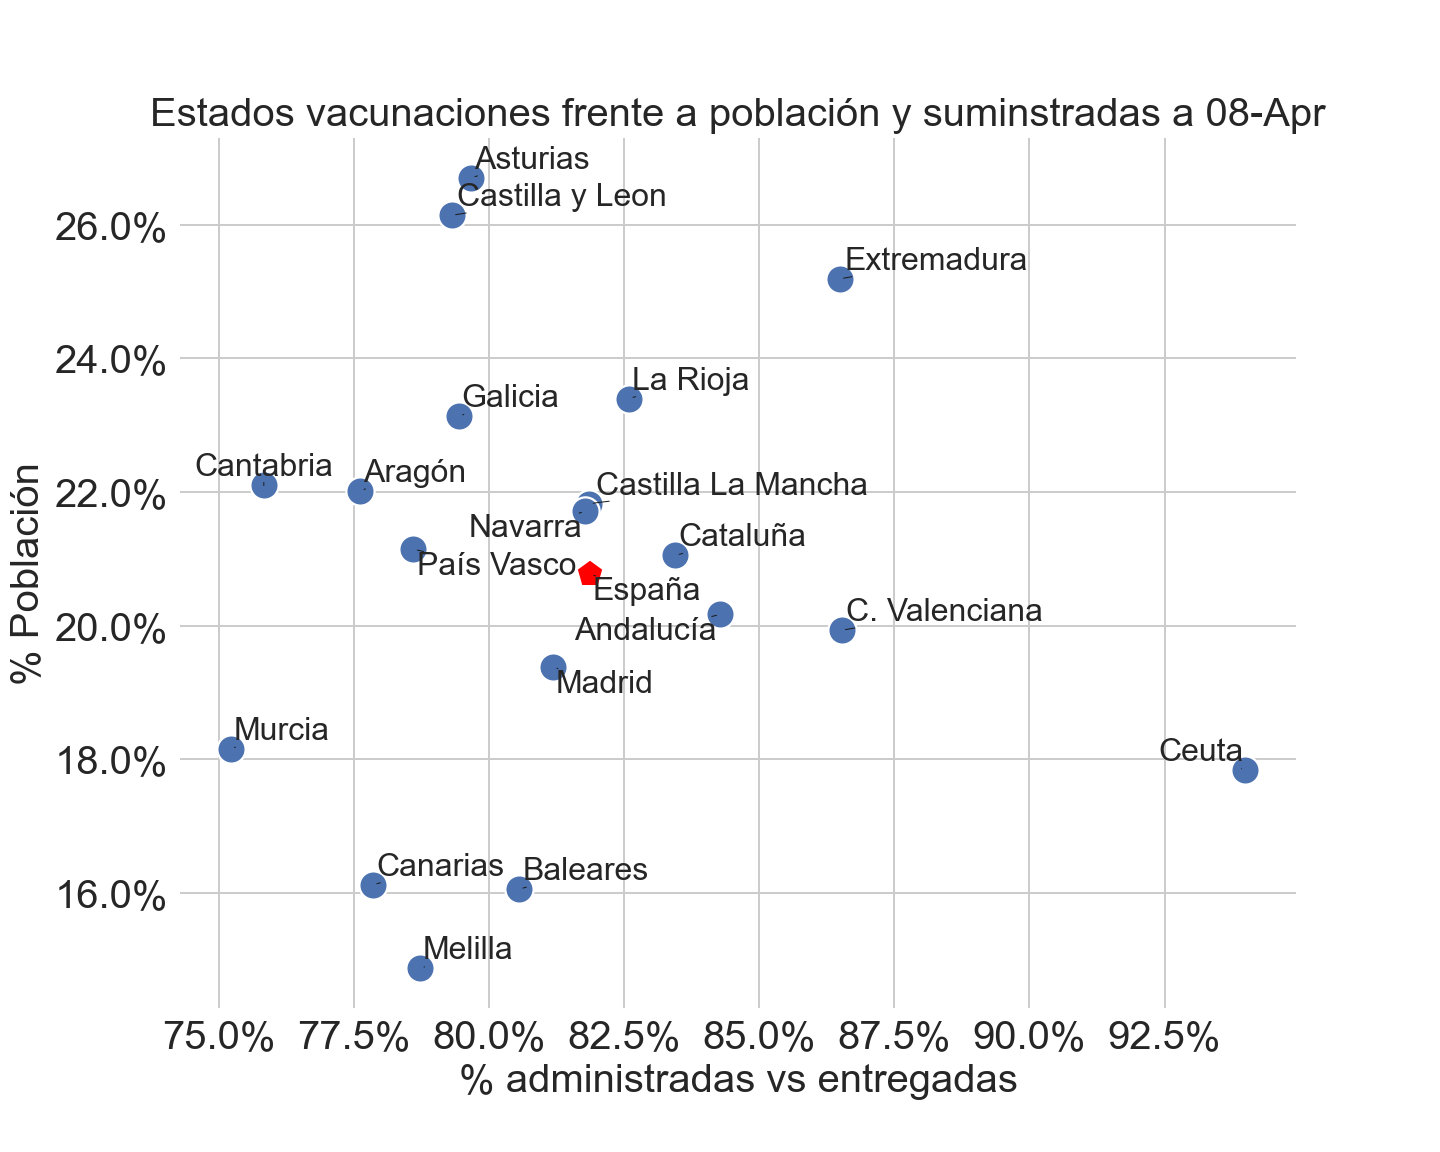 Estados vacunaciones frente a población y suminstradas a 08-Apr
Asturias
Castilla y Leon
26.0%
Extremadura
24.0%
La Rioja
Galicia
Cantabria
Aragón
Castilla La Mancha
22.0%
Navarra
Cataluña
País Vasco
España
C. Valenciana
20.0%
Andalucía
Madrid
Murcia
Ceuta
18.0%
Canarias
Baleares
16.0%
Melilla
% Población
75.0% 77.5% 80.0% 82.5% 85.0% 87.5% 90.0% 92.5%
% administradas vs entregadas